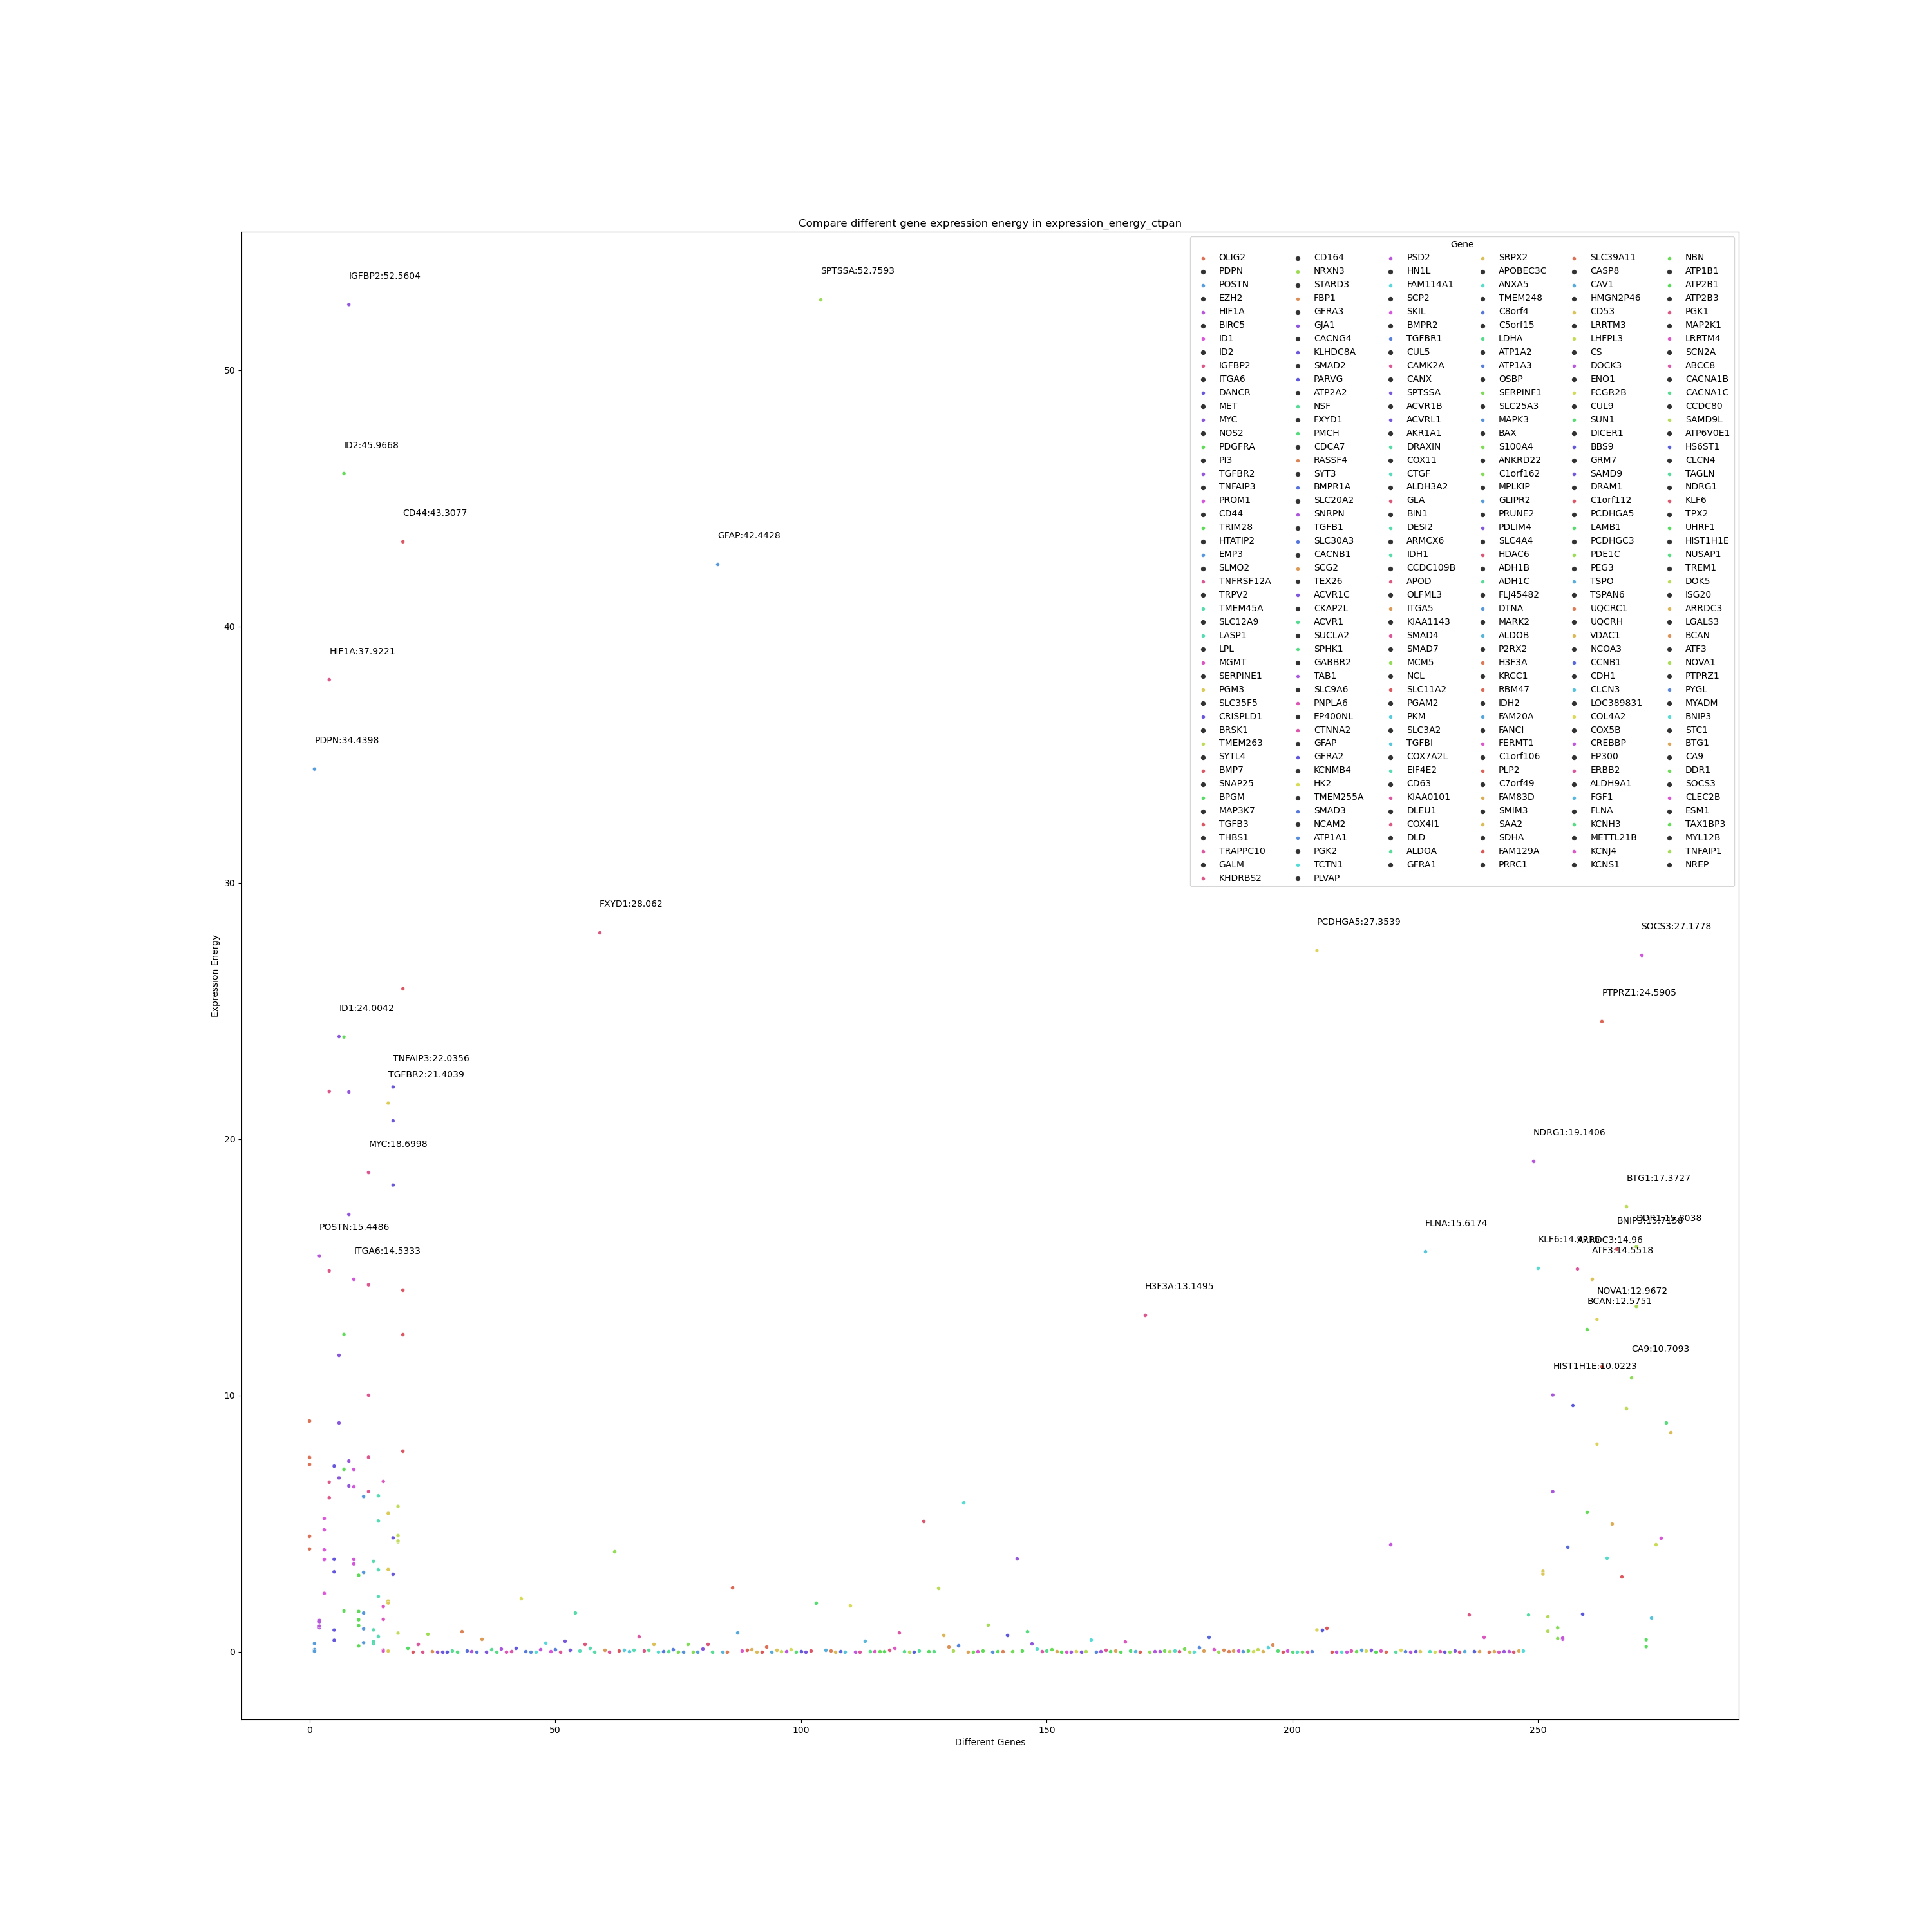 Compare different gene expression energy in expression_energy_ctpan
Gene
OLIG2 CD164 PSD2 SRPX2 SLC39A11 NBN
PDPN NRXN3 HN1L APOBEC3C CASP8 ATP1B1
POSTN STARD3 FAM114A1 ANXA5 CAV1 ATP2B1
EZH2 FBP1 SCP2 TMEM248 HMGN2P46 ATP2B3
HIF1A GFRA3 SKIL C8orf4 CD53 PGK1
BIRC5 GJA1 BMPR2 C5orf15 LRRTM3 MAP2K1
ID1 CACNG4 TGFBR1 LDHA LHFPL3 LRRTM4
ID2 KLHDC8A CUL5 ATP1A2 CS SCN2A
IGFBP2 SMAD2 CAMK2A ATP1A3 DOCK3 ABCC8
ITGA6 PARVG CANX OSBP ENO1 CACNA1B
DANCR ATP2A2 SPTSSA SERPINF1 FCGR2B CACNA1C
MET NSF ACVR1B SLC25A3 CUL9 CCDC80
MYC FXYD1 ACVRL1 MAPK3 SUN1 SAMD9L
NOS2 PMCH AKR1A1 BAX DICER1 ATP6V0E1
PDGFRA CDCA7 DRAXIN S100A4 BBS9 HS6ST1
PI3 RASSF4 COX11 ANKRD22 GRM7 CLCN4
TGFBR2 SYT3 CTGF C1orf162 SAMD9 TAGLN
TNFAIP3 BMPR1A ALDH3A2 MPLKIP DRAM1 NDRG1
PROM1 SLC20A2 GLA GLIPR2 C1orf112 KLF6
CD44 SNRPN BIN1 PRUNE2 PCDHGA5 TPX2
TRIM28 TGFB1 DESI2 PDLIM4 LAMB1 UHRF1
HTATIP2 SLC30A3 ARMCX6 SLC4A4 PCDHGC3 HIST1H1E
EMP3 CACNB1 IDH1 HDAC6 PDE1C NUSAP1
SLMO2 SCG2 CCDC109B ADH1B PEG3 TREM1
TNFRSF12A TEX26 APOD ADH1C TSPO DOK5
TRPV2 ACVR1C OLFML3 FLJ45482 TSPAN6 ISG20
TMEM45A CKAP2L ITGA5 DTNA UQCRC1 ARRDC3
SLC12A9 ACVR1 KIAA1143 MARK2 UQCRH LGALS3
LASP1 SUCLA2 SMAD4 ALDOB VDAC1 BCAN
LPL SPHK1 SMAD7 P2RX2 NCOA3 ATF3
MGMT GABBR2 MCM5 H3F3A CCNB1 NOVA1
SERPINE1 TAB1 NCL KRCC1 CDH1 PTPRZ1
PGM3 SLC9A6 SLC11A2 RBM47 CLCN3 PYGL
SLC35F5 PNPLA6 PGAM2 IDH2 LOC389831 MYADM
CRISPLD1 EP400NL PKM FAM20A COL4A2 BNIP3
BRSK1 CTNNA2 SLC3A2 FANCI COX5B STC1
TMEM263 GFAP TGFBI FERMT1 CREBBP BTG1
SYTL4 GFRA2 COX7A2L C1orf106 EP300 CA9
BMP7 KCNMB4 EIF4E2 PLP2 ERBB2 DDR1
SNAP25 HK2 CD63 C7orf49 ALDH9A1 SOCS3
BPGM TMEM255A KIAA0101 FAM83D FGF1 CLEC2B
MAP3K7 SMAD3 DLEU1 SMIM3 FLNA ESM1
TGFB3 NCAM2 COX4I1 SAA2 KCNH3 TAX1BP3
THBS1 ATP1A1 DLD SDHA METTL21B MYL12B
TRAPPC10 PGK2 ALDOA FAM129A KCNJ4 TNFAIP1
GALM TCTN1 GFRA1 PRRC1 KCNS1 NREP
KHDRBS2 PLVAP
SPTSSA:52.7593
IGFBP2:52.5604
ID2:45.9668
CD44:43.3077
GFAP:42.4428
HIF1A:37.9221
PDPN:34.4398
FXYD1:28.062
PCDHGA5:27.3539
SOCS3:27.1778
PTPRZ1:24.5905
ID1:24.0042
TNFAIP3:22.0356
TGFBR2:21.4039
NDRG1:19.1406
MYC:18.6998
BTG1:17.3727
DDR1:15.8038
BNIP3:15.7158
POSTN:15.4486
FLNA:15.6174
ARRDC3:14.96
ATF3:14.5518
ITGA6:14.5333
H3F3A:13.1495
NOVA1:12.9672
BCAN:12.5751
CA9:10.7093
HIST1H1E:10.0223
50
40
30
20
10
0
Expression Energy
0 50 100 150 200 250
Different Genes